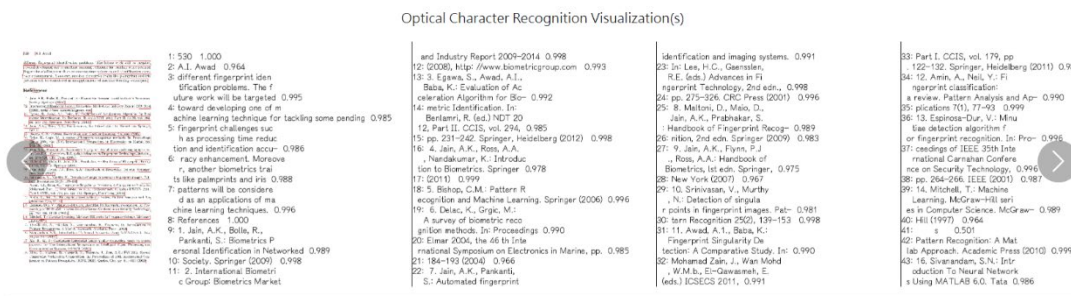 Optical Character Recognition Visualization(s)
1: 530 1.000
2: A.I. Awad 0.964
3: different fingerprint iden
tification problems. The f
uture work will be targeted 0.995
4: toward developing one of m
achine learning technique for tackling some pending 0.985
5: fingerprint challenges suc
h as processing time reduc
tion and identification accu- 0.986
6: racy enhancement. Moreove
r, another biometrics trai
ts like palmprints and iris 0.988
7: patterns will be considere
d as an applications of ma
chine learning techniques. 0.996
8: References 1.000
9: 1. Jain, A.K., Bolle, R.,
Pankanti, S.: Biometrics P
ersonal Identification in Networked 0.989
10: Society. Springer (2009) 0.998
11: 2. International Biometri
c Group: Biometrics Market
and Industry Report 2009-2014 0.998
12: (2008), http: //www.biometricgroup.com 0.993
13: 3. Egawa, S., Awad, A.I.,
Baba, K.: Evaluation of Ac
celeration Algorithm for Bio- 0.992
14: metric Identification. In:
Benlamri, R. (ed.) NDT 20
12, Part II. CCIS, vol. 294, 0.985
15: pp. 231-242. Springer, Heidelberg (2012) 0.998
16: 4. Jain, A.K., Ross, A.A.
, Nandakumar, K.: Introduc
tion to Biometrics. Springer 0.978
17: (2011) 0.999
18: 5. Bishop, C.M.: Pattern R
ecognition and Machine Learning. Springer (2006) 0.996
19: 6. Delac, K., Grgic, M.:
A survey of biometric reco
gnition methods. In: Proceedings 0.990
20: Elmar 2004, the 46 th Inte
rnational Symposium on Electronics in Marine, pp. 0.985
21: 184-193 (2004) 0.966
22: 7. Jain, A.K., Pankanti,
S.: Automated fingerprint
identification and imaging systems. 0.991
23: In: Lee, H.C., Gaensslen,
R.E. (eds.) Advances in Fi
ngerprint Technology, 2nd edn., 0.998
24: pp. 275-326. CRC Press (2001) 0.996
25: 8. Maltoni, D., Maio, D.,
Jain, A.K., Prabhakar, S.
: Handbook of Fingerprint Recog- 0.989
26: nition, 2nd edn. Springer (2009) 0.983
27: 9. Jain, A.K., Flynn, P.J
., Ross, A.A.: Handbook of
Biometrics, 1st edn. Springer, 0.975
28: New York (2007) 0.967
29: 10. Srinivasan, V., Murthy
, N.: Detection of singula
r points in fingerprint images. Pat- 0.981
30: tern Recognition 25(2), 139-153 0.998
31: 11. Awad, A.I., Baba, K.:
Fingerprint Singularity De
tection: A Comparative Study. In: 0.990
32: Mohamad Zain, J., Wan Mohd
, W.M.b., El-Qawasmeh, E.
(eds.) ICSECS 2011, 0.991
33: Part I. CCIS, vol. 179, pp
. 122-132. Springer, Heidelberg (2011) 0.9
34: 12. Amin, A., Neil, Y.: Fi
ngerprint classification:
a review. Pattern Analysis and Ap- 0.990
35: plications 7(1), 77-93 0.999
36: 13. Espinosa-Dur, V.: Minu
tiae detection algorithm f
or fingerprint recognition. In: Pro- 0.996
37: ceedings of IEEE 35th Inte
rnational Carnahan Confere
nce on Security Technology, 0.996
38: pp. 264-266. IEEE (2001) 0.987
39: 14. Mitchell, T.: Machine
Learning. McGraw-Hill seri
es in Computer Science. McGraw- 0.989
40: Hill (1997) 0.964
41: s 0.501
42: Pattern Recognition: A Mat
lab Approach. Academic Press (2010) 0.999
43: 16. Sivanandam, S.N.: Intr
oduction To Neural Network
s Using MATLAB 6.0. Tata 0.986